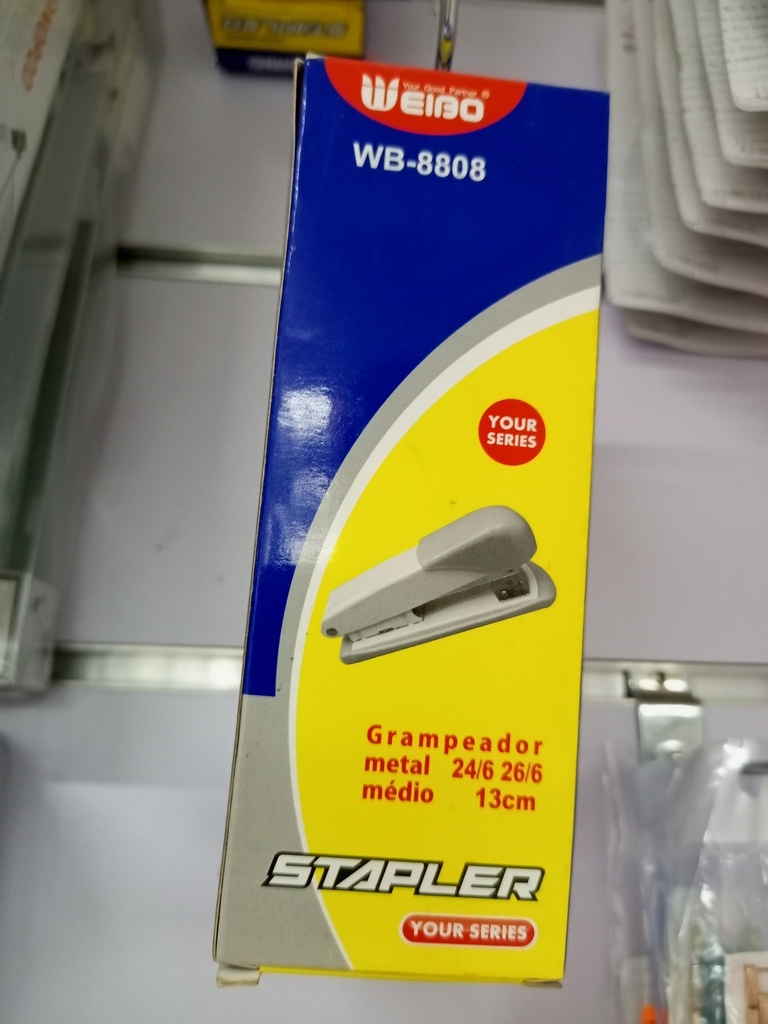 Your Good Partner
WEIBO
WB-8808
YOUR
SERIES
Grampeador
metal 24/6 26/6
médio 13cm
STAPLER
YOUR SERIES